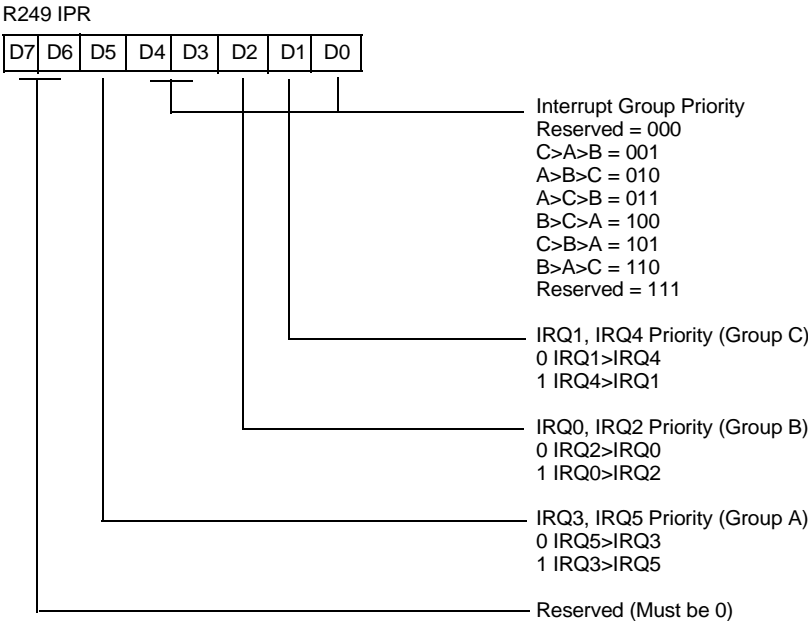 R249 IPR
D7 D6 D5 D4 D3 D2 D1 D0
Interrupt Group Priority
Reserved = 000
C>A>B = 001
A>B>C = 010
A>C>B = 011
B>C>A = 100
C>B>A = 101
B>A>C = 110
Reserved = 111
IRQ1, IRQ4 Priority (Group C)
0 IRQ1>IRQ4
1 IRQ4>IRQ1
IRQ0, IRQ2 Priority (Group B)
0 IRQ2>IRQ0
1 IRQ0>IRQ2
IRQ3, IRQ5 Priority (Group A)
0 IRQ5>IRQ3
1 IRQ3>IRQ5
Reserved (Must be 0)